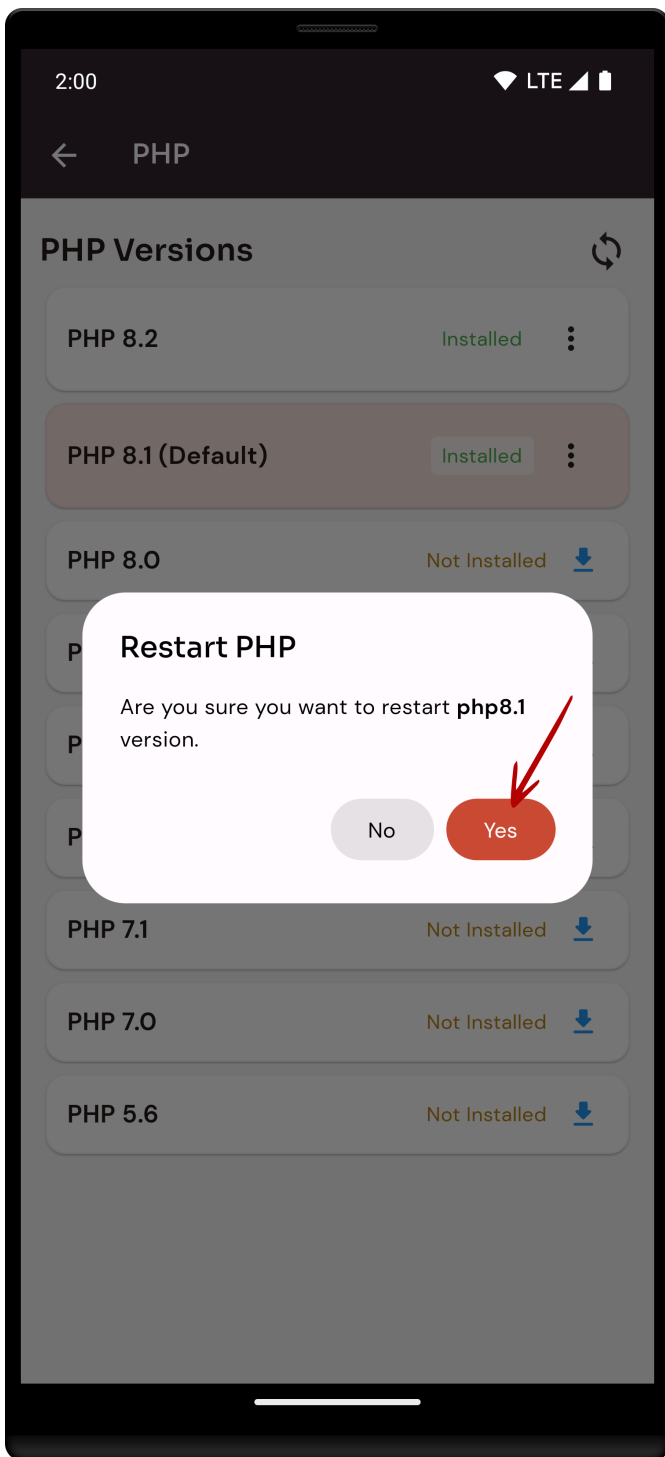 2:00
LTE
PHP
PHP Versions
PHP 8.2
Installed
PHP 8.1 (Default)
Installed
PHP 8.0
Not Installed
P
Restart PHP
Are you sure you want to restart php8.1
version.
P
No
Yes
P
PHP 7.1
Not Installed
PHP 7.0
Not Installed
PHP 5.6
Not Installed